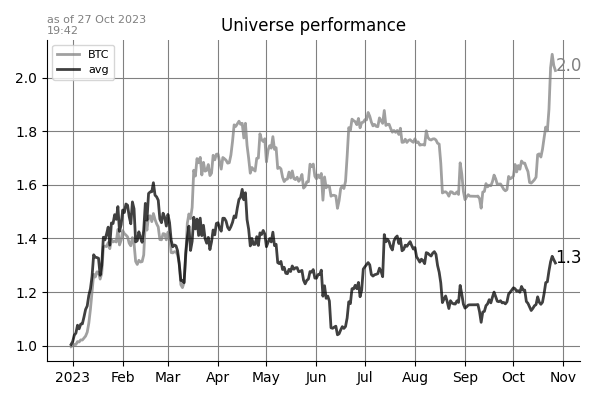 as of 27 Oct 2023
19:42
Universe performance
BTC
avg
2.0
1.8
1.6
1.4
1.2
1.0
2.0
1.3
2023 Feb Mar Apr May Jun Jul Aug Sep Oct Nov